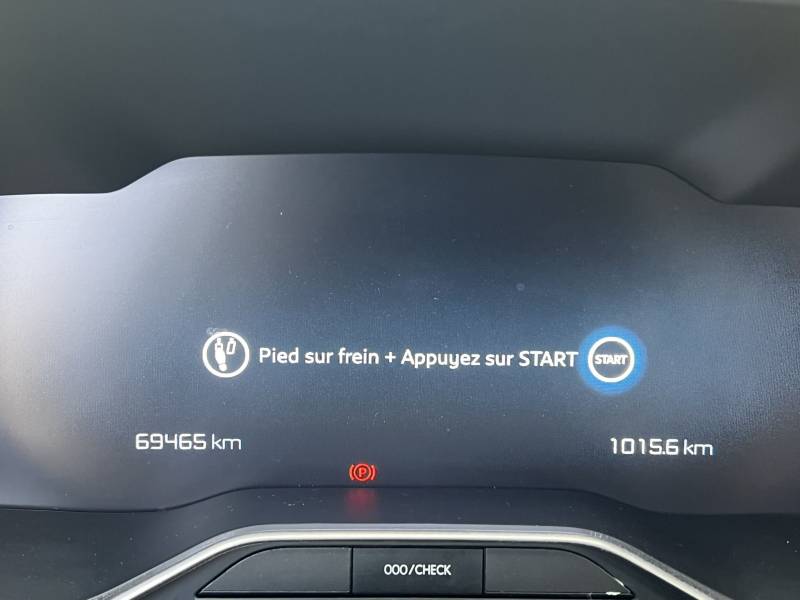 Pied sur frein + Appuyez sur START START
69465 km 1015.6 km
(P)
000/CHECK